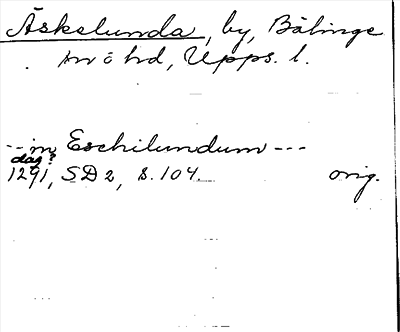 Äskelunda, by, Bälinge
sn o hd, Upps. l.
-- in Eschilundum ---
dag?
1291, SD 2, s. 104. orig.